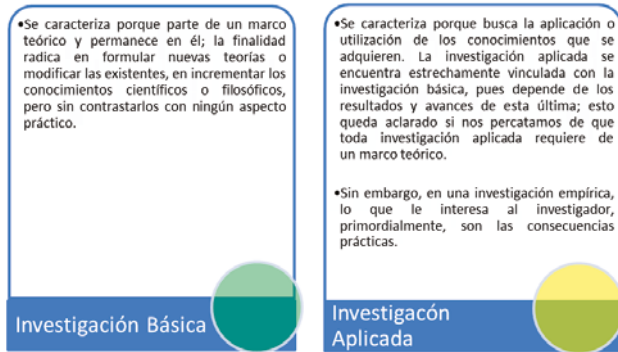 •Se caracteriza porque parte de un marco
teórico y permanece en él; la finalidad
radica en formular nuevas teorías o
modificar las existentes, en incrementar los
conocimientos científicos o filosóficos,
pero sin contrastarlos con ningún aspecto
práctico.
Investigación Básica
•Se caracteriza porque busca la aplicación o
utilización de los conocimientos que se
adquieren. La investigación aplicada se
encuentra estrechamente vinculada con la
investigación básica, pues depende de los
resultados y avances de esta última; esto
queda aclarado si nos percatamos de que
toda investigación aplicada requiere de
un marco teórico.
•Sin embargo, en una investigación empírica,
lo que le interesa al investigador,
primordialmente, son las consecuencias
prácticas.
Investigacón
Aplicada